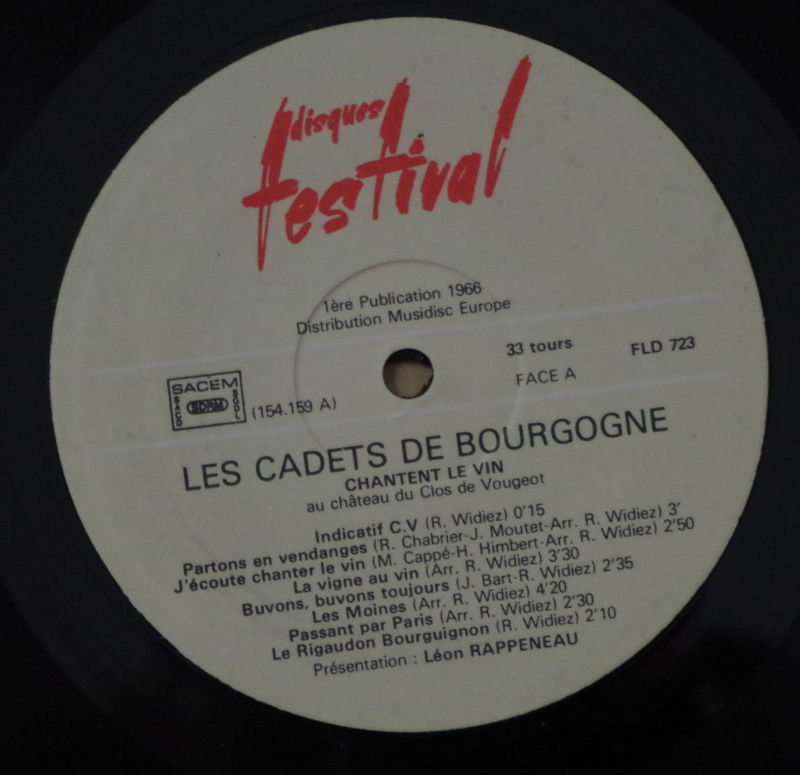 disques
festival
1ère Publication 1966
Distribution Musidisc Europe
33 tours
FLD 723
FACE A
SACEM
SACD
SDRM
SGDL
(154.159 A)
LES CADETS DE BOURGOGNE
CHANTENT LE VIN
au château du Clos de Vougeot
Indicatif C.V (R. Widiez) 0'15
Partons en vendanges (R. Chabrier-J. Moutet-Arr. R. Widiez) 3'
J'écoute chanter le vin (M. Cappé-H. Himbert-Arr. R. Widiez) 2'50
La vigne au vin (Arr. R. Widiez) 3'30
Buvons, buvons toujours (J. Bart-R. Widiez) 2'35
Les Moines (Arr. R. Widiez) 4'20
Passant par Paris (Arr. R. Widiez) 2'30
Le Rigaudon Bourguignon (R. Widiez) 2'10
Présentation : Léon RAPPENEAU